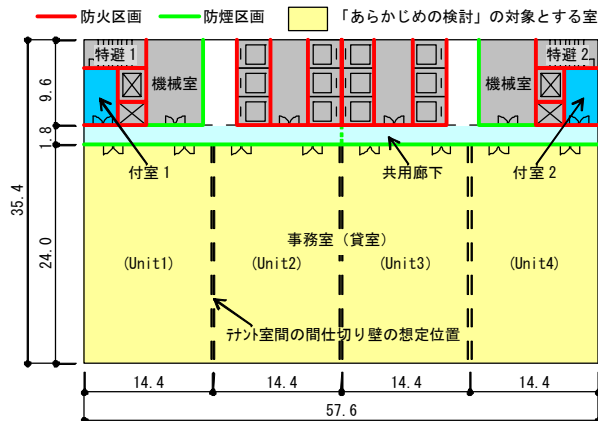 防火区画 防煙区画 「あらかじめの検討」の対象とする室
特避1 特避2
機械室 機械室
9.6
1.8
35.4
24.0
付室1 共用廊下 付室2
事務室(貸室)
(Unit1) (Unit2) (Unit3) (Unit4)
テナント室間の間仕切り壁の想定位置
14.4 14.4 14.4 14.4
57.6